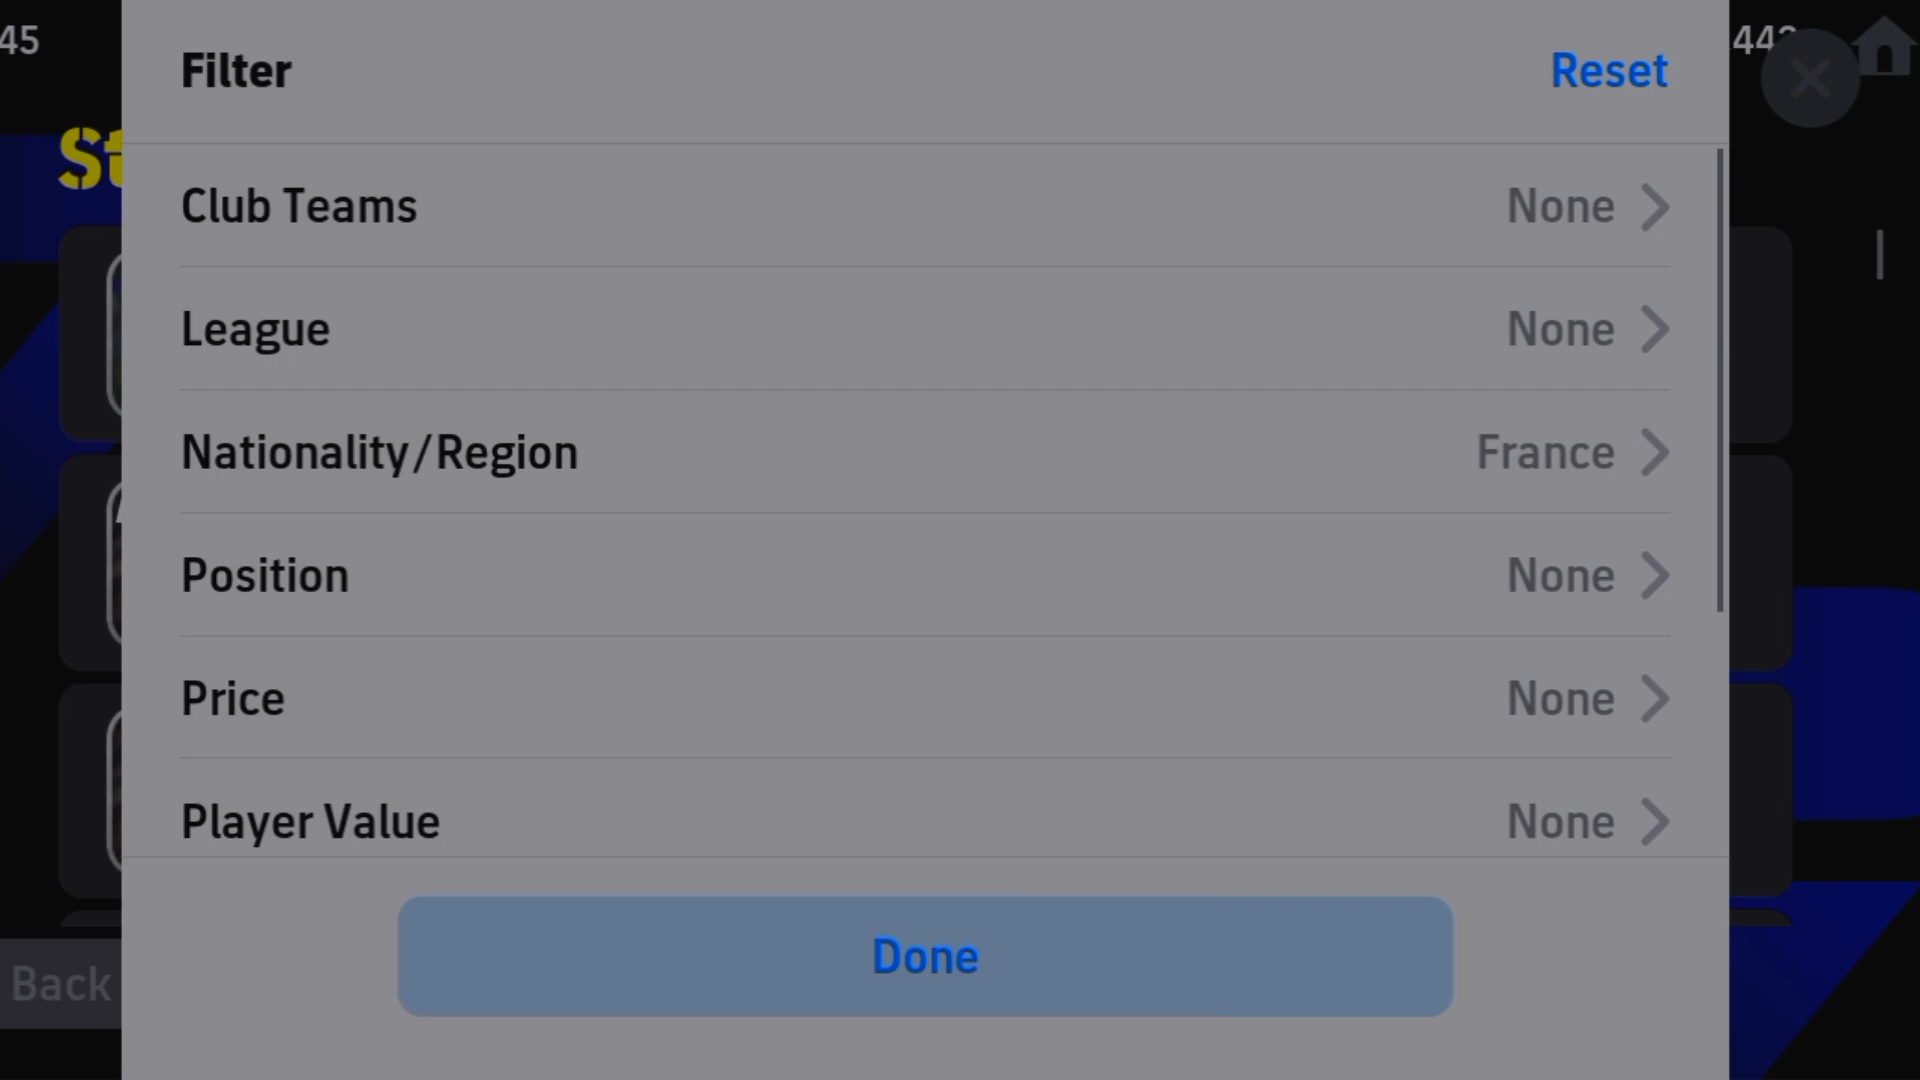 45
Filter
Reset
Club Teams None
League None
Nationality/Region France
Position None
Price None
Player Value None
Done
Back